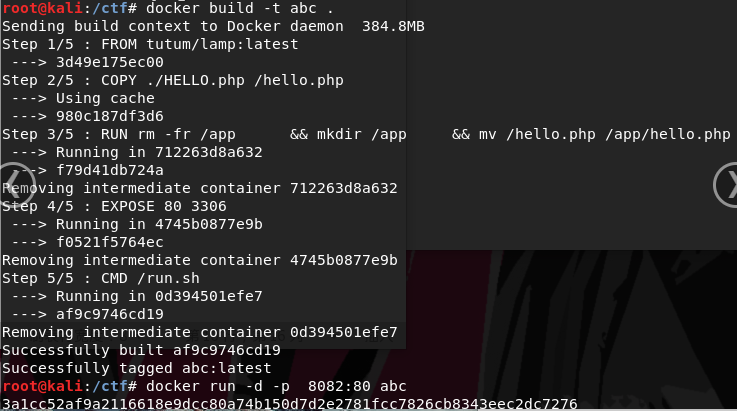 root@kali:/ctf# docker build -t abc .
Sending build context to Docker daemon  384.8MB
Step 1/5 : FROM tutum/lamp:latest
 ---> 3d49e175ec00
Step 2/5 : COPY ./HELLO.php /hello.php
 ---> Using cache
 ---> 980c187df3d6
Step 3/5 : RUN rm -fr /app      && mkdir /app     && mv /hello.php /app/hello.php
 ---> Running in 712263d8a632
 ---> f79d41db724a
Removing intermediate container 712263d8a632
Step 4/5 : EXPOSE 80 3306
 ---> Running in 4745b0877e9b
 ---> f0521f5764ec
Removing intermediate container 4745b0877e9b
Step 5/5 : CMD /run.sh
 ---> Running in 0d394501efe7
 ---> af9c9746cd19
Removing intermediate container 0d394501efe7
Successfully built af9c9746cd19
Successfully tagged abc:latest
root@kali:/ctf# docker run -d -p  8082:80 abc
3a1cc52af9a2116618e9dcc80a74b150d7d2e2781fcc7826cb8343eec2dc7276